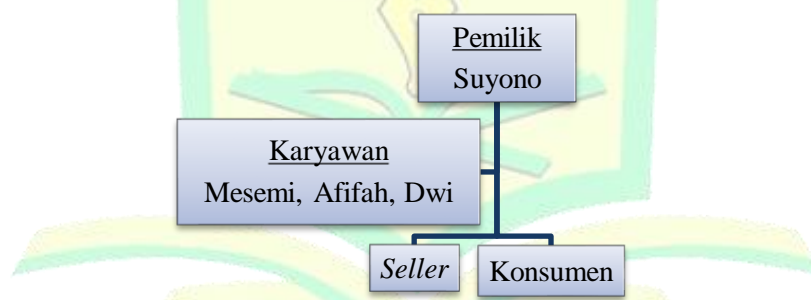 Pemilik
Suyono
Karyawan
Mesemi, Afifah, Dwi
Seller
Konsumen